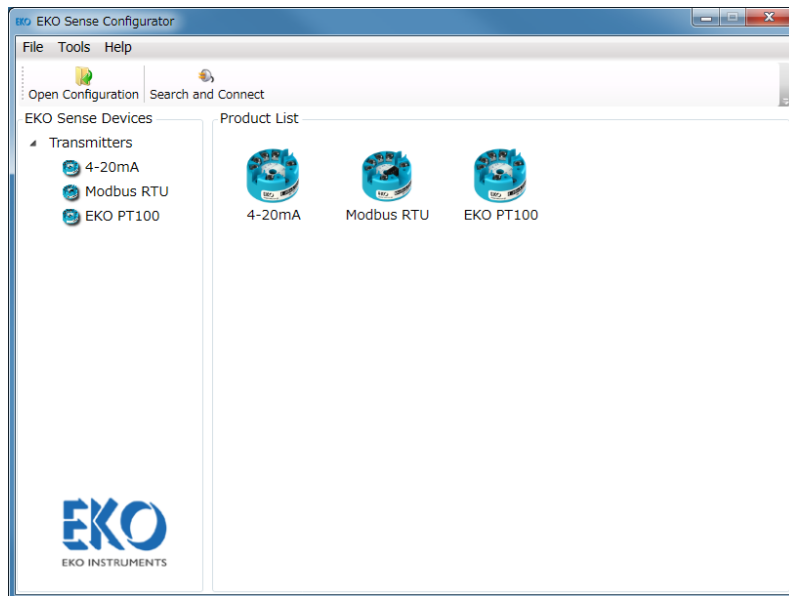 EKO EKO Sense Configurator
File Tools Help
Open Configuration Search and Connect
EKO Sense Devices
Transmitters
4-20mA
Modbus RTU
EKO PT100
Product List
4-20mA Modbus RTU EKO PT100
EKO
EKO INSTRUMENTS